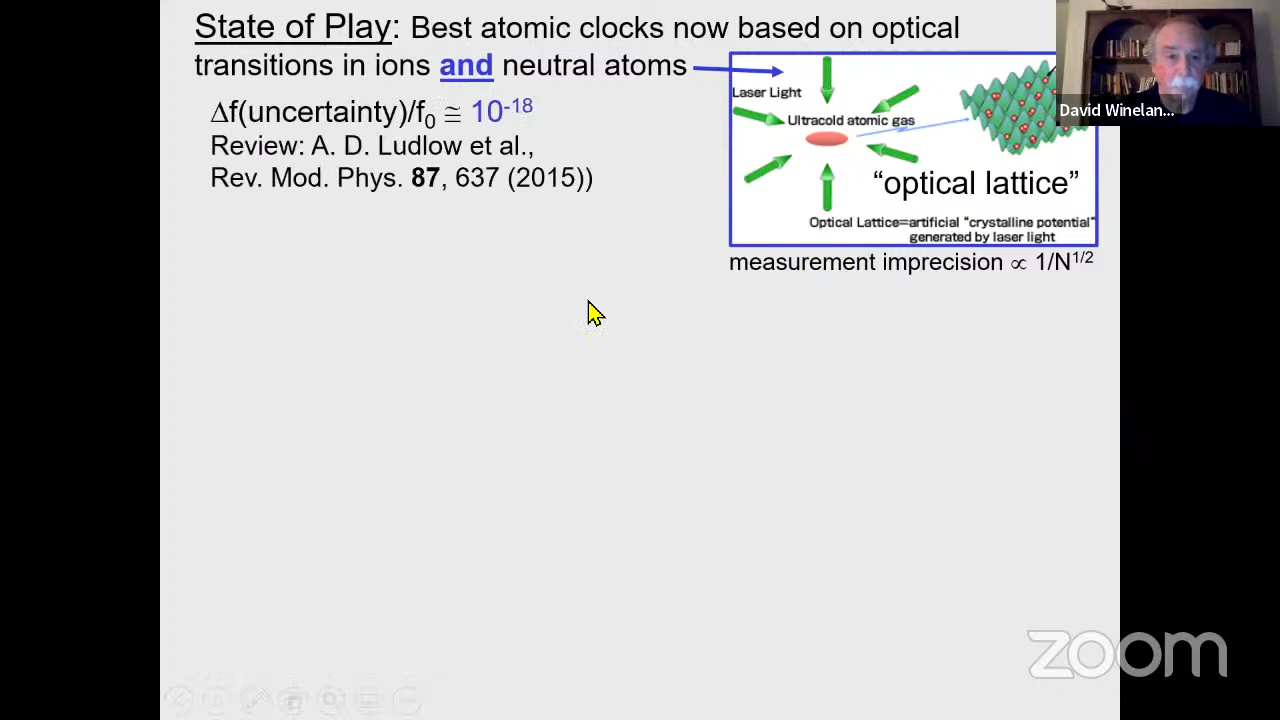 State of Play: Best atomic clocks now based on optical
transitions in ions and neutral atoms
Δf(uncertainty)/f₀ ≅ 10⁻¹⁸
Review: A. D. Ludlow et al.,
Rev. Mod. Phys. 87, 637 (2015))
Laser Light
Ultracold atomic gas
"optical lattice"
Optical Lattice=artificial "crystalline potential"
generated by laser light
measurement imprecision ∝ 1/N¹/²
David Winelan...
zoom